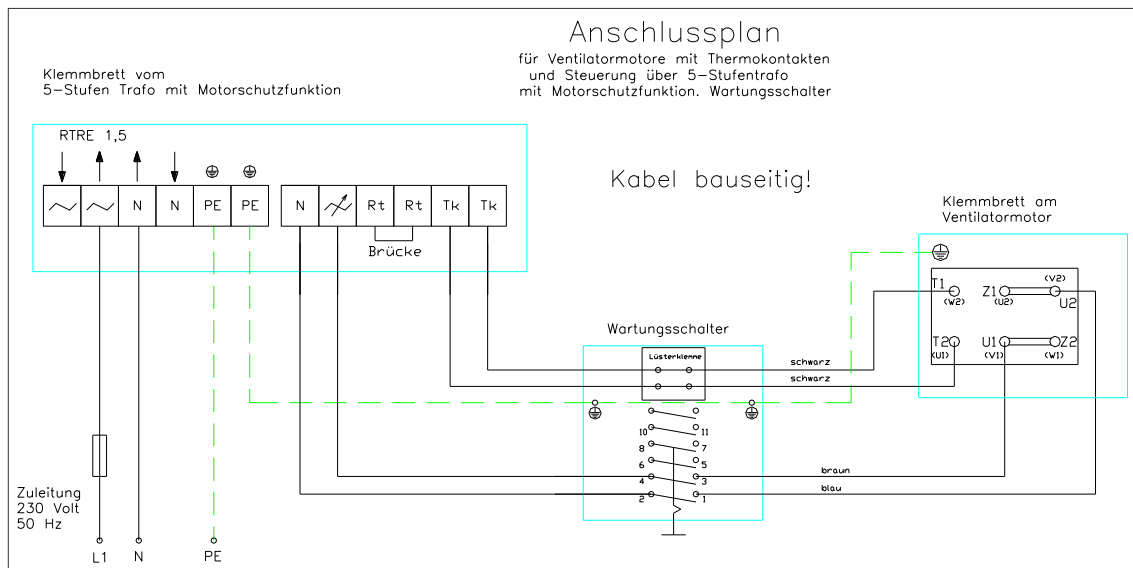 Anschlussplan
für Ventilatormotore mit Thermokontakten
und Steuerung über 5-Stufentrafo
mit Motorschutzfunktion. Wartungsschalter
Klemmbrett vom
5-Stufen Trafo mit Motorschutzfunktion
RTRE 1,5
N N PE PE N Rt Rt Tk Tk
Brücke
Kabel bauseitig!
Klemmbrett am
Ventilatormotor
T1 Z1 (V2)
(W2) (U2) U2
T2 U1 Z2
(U1) (V1) (W1)
Wartungsschalter
Lüsterklemme
schwarz
schwarz
10 11
8 7
6 5
4 3
2 1
braun
blau
Zuleitung
230 Volt
50 Hz
L1 N PE